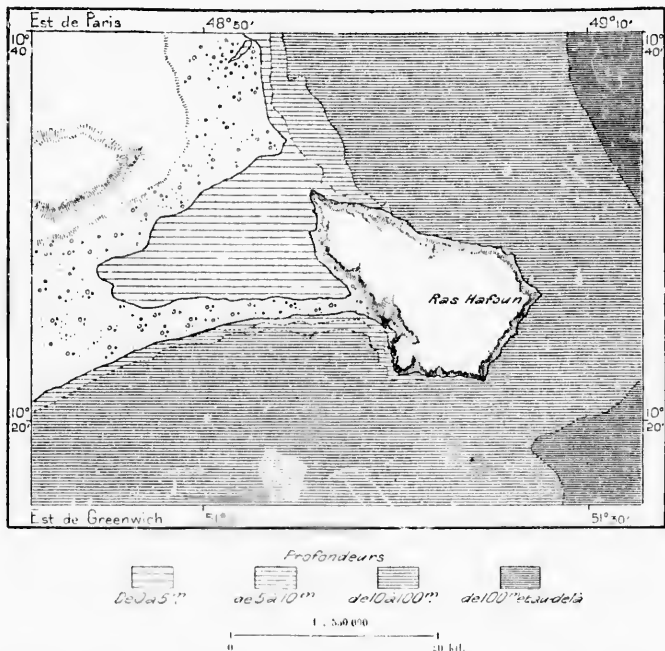 Est de Paris 48°50' 49°10'
10° 40' 10° 40'
Ras Hafoun
10° 20' 10° 20'
Est de Greenwich 51° 51°30'
Profondeurs
De 0 à 5m de 5 à 10m de 10 à 100m de 100m et au-delà
0 20